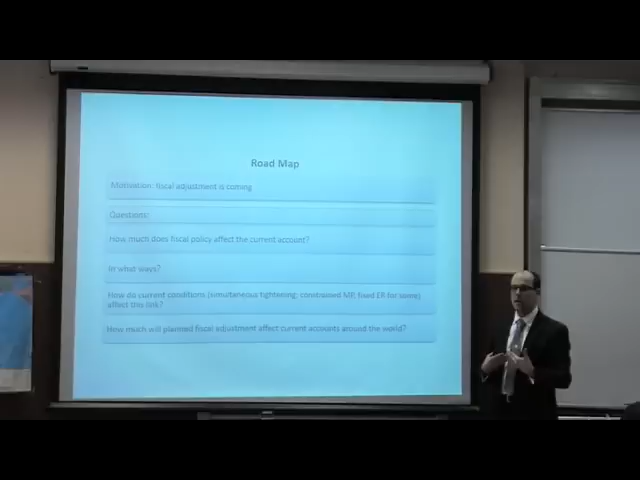 Road Map
Motivation: fiscal adjustment is coming
Questions:
How much does fiscal policy affect the current account?
In what ways?
How do current conditions (simultaneous tightening; constrained MP, fixed ER for some)
affect this link?
How much will planned fiscal adjustment affect current accounts around the world?